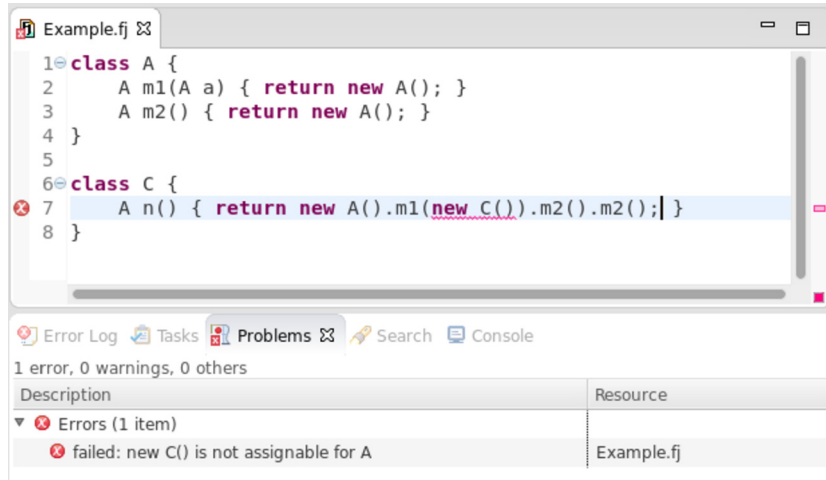 Example.fj
1 class A {
2 A m1(A a) { return new A(); }
3 A m2() { return new A(); }
4 }
5
6 class C {
7 A n() { return new A().m1(new C()).m2().m2(); }
8 }
Error Log Tasks Problems Search Console
1 error, 0 warnings, 0 others
Description Resource
Errors (1 item)
failed: new C() is not assignable for A Example.fj